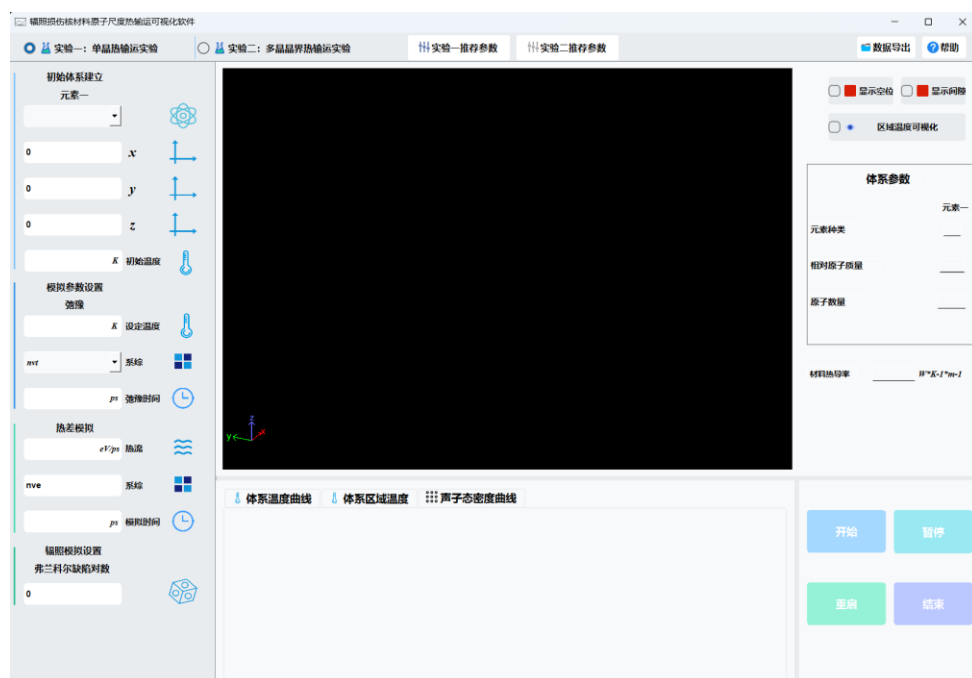 辐照损伤核材料原子尺度热输运可视化软件
实验一：单晶热输运实验 实验二：多晶晶界热输运实验 实验一推荐参数 实验二推荐参数 数据导出 帮助
初始体系建立
元素一
0 x
0 y
0 z
K 初始温度
模拟参数设置
弛豫
K 设定温度
nvt 系综
ps 弛豫时间
热差模拟
eV/ps 热流
nve 系综
ps 模拟时间
辐照模拟设置
弗兰科尔缺陷对数
0
z
y x
体系温度曲线 体系区域温度 声子态密度曲线
显示空位 显示间隙
区域温度可视化
体系参数
元素一
元素种类
相对原子质量
原子数量
材料热导率 W*K-1*m-1
开始 暂停
重启 结束